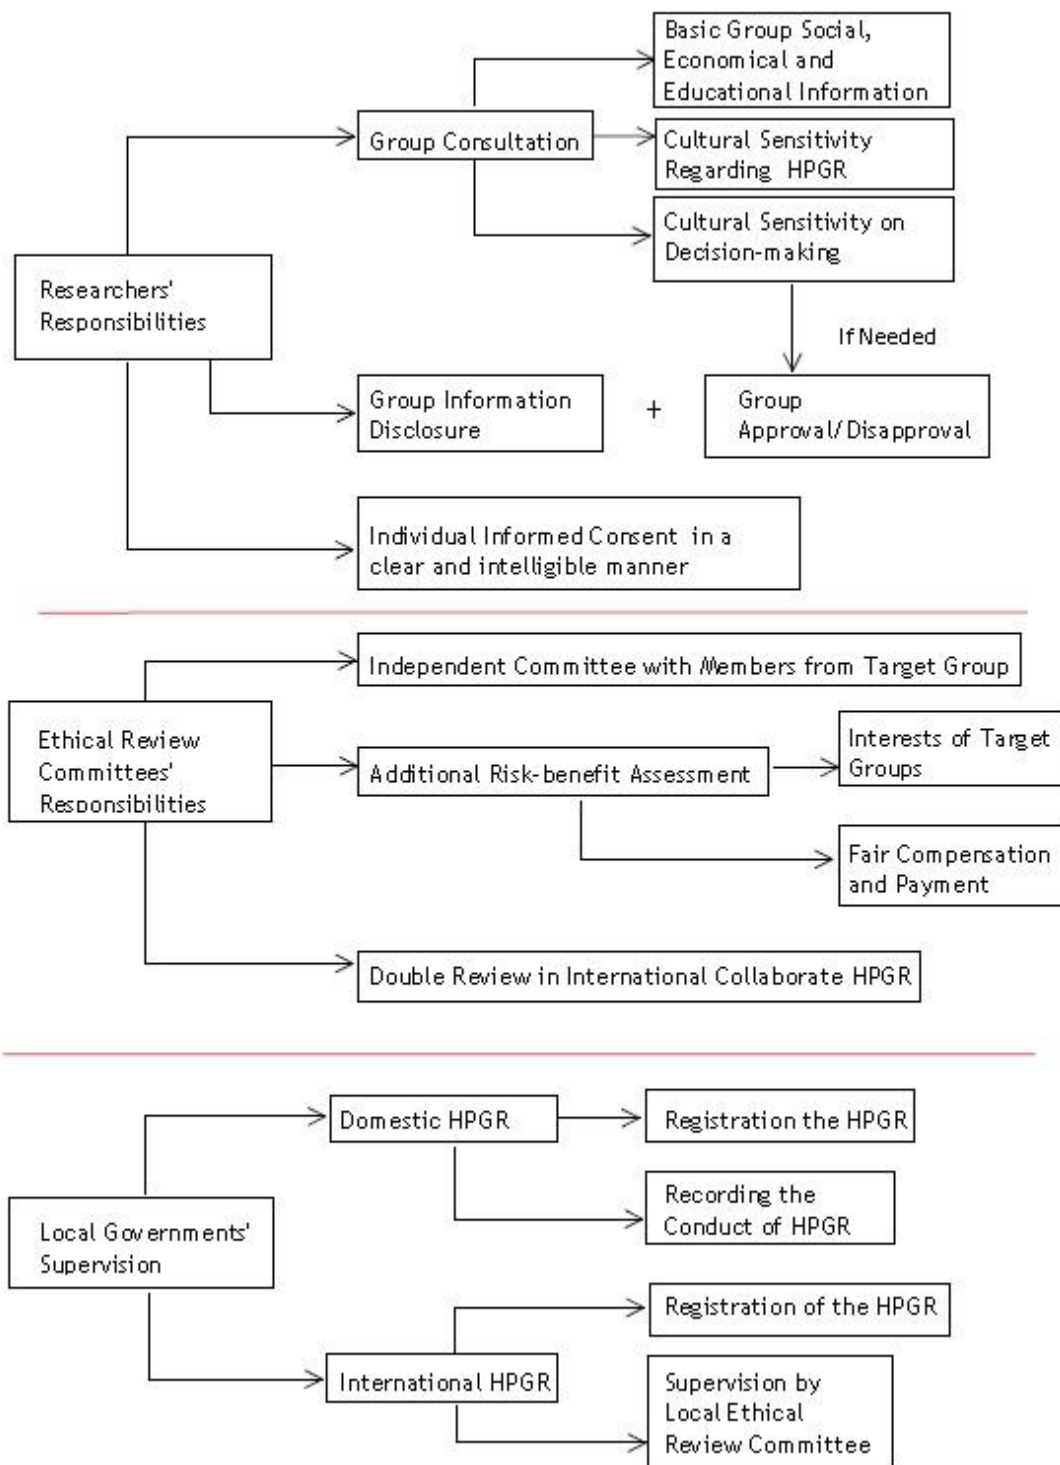 Basic Group Social,
Economical and
Educational Information
Group Consultation
Cultural Sensitivity
Regarding HPGR
Cultural Sensitivity on
Decision-making
Researchers'
Responsibilities
If Needed
Group Information
Disclosure
+
Group
Approval/Disapproval
Individual Informed Consent in a
clear and intelligible manner
Independent Committee with Members from Target Group
Ethical Review
Committees'
Responsibilities
Additional Risk-benefit Assessment
Interests of Target
Groups
Fair Compensation
and Payment
Double Review in International Collaborate HPGR
Domestic HPGR
Registration the HPGR
Recording the
Conduct of HPGR
Local Governments'
Supervision
Registration of the HPGR
International HPGR
Supervision by
Local Ethical
Review Committee